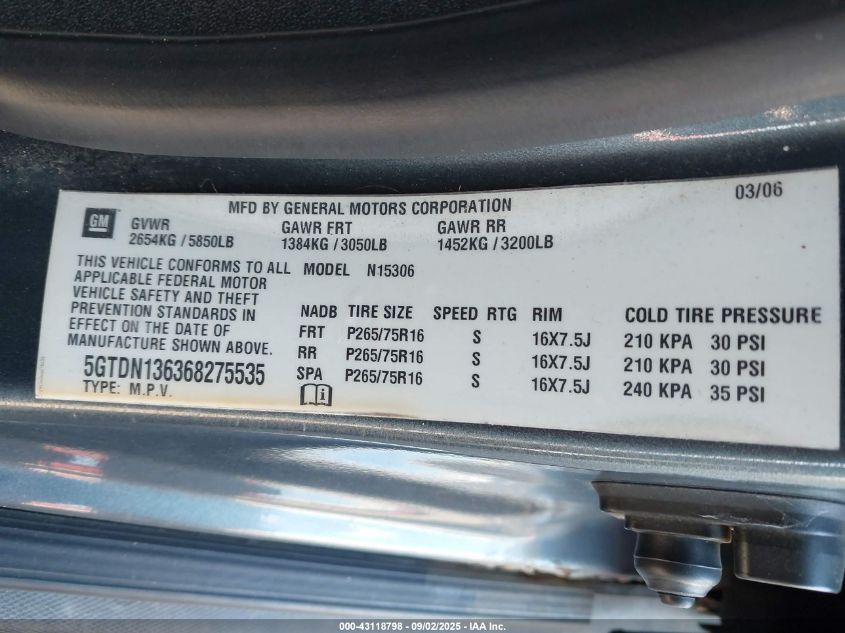 03/06
MFD BY GENERAL MOTORS CORPORATION
GM
GVWR GAWR FRT GAWR RR
2654KG / 5850LB 1384KG / 3050LB 1452KG / 3200LB
THIS VEHICLE CONFORMS TO ALL
APPLICABLE FEDERAL MOTOR
VEHICLE SAFETY AND THEFT
PREVENTION STANDARDS IN
EFFECT ON THE DATE OF
MANUFACTURE SHOWN ABOVE.
5GTDN136368275535
TYPE: M.P.V.
MODEL N15306
NADB TIRE SIZE SPEED RTG RIM COLD TIRE PRESSURE
FRT P265/75R16 S 16X7.5J 210 KPA 30 PSI
RR P265/75R16 S 16X7.5J 210 KPA 30 PSI
SPA P265/75R16 S 16X7.5J 240 KPA 35 PSI
000-43118798 - 09/02/2025 - IAA Inc.